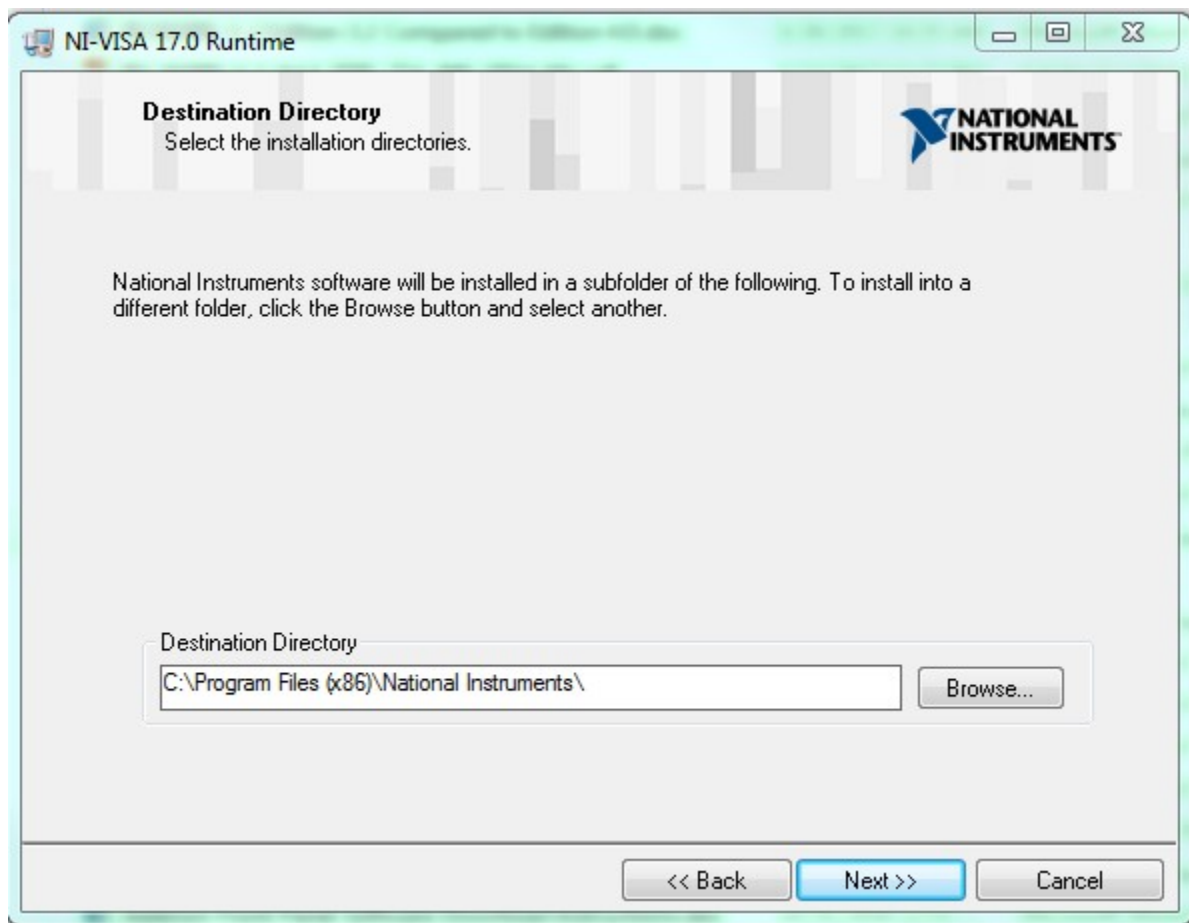 NI-VISA 17.0 Runtime
Destination Directory
Select the installation directories.
NATIONAL
INSTRUMENTS
National Instruments software will be installed in a subfolder of the following. To install into a
different folder, click the Browse button and select another.
Destination Directory
C:\Program Files (x86)\National Instruments\
Browse...
<< Back
Next >>
Cancel